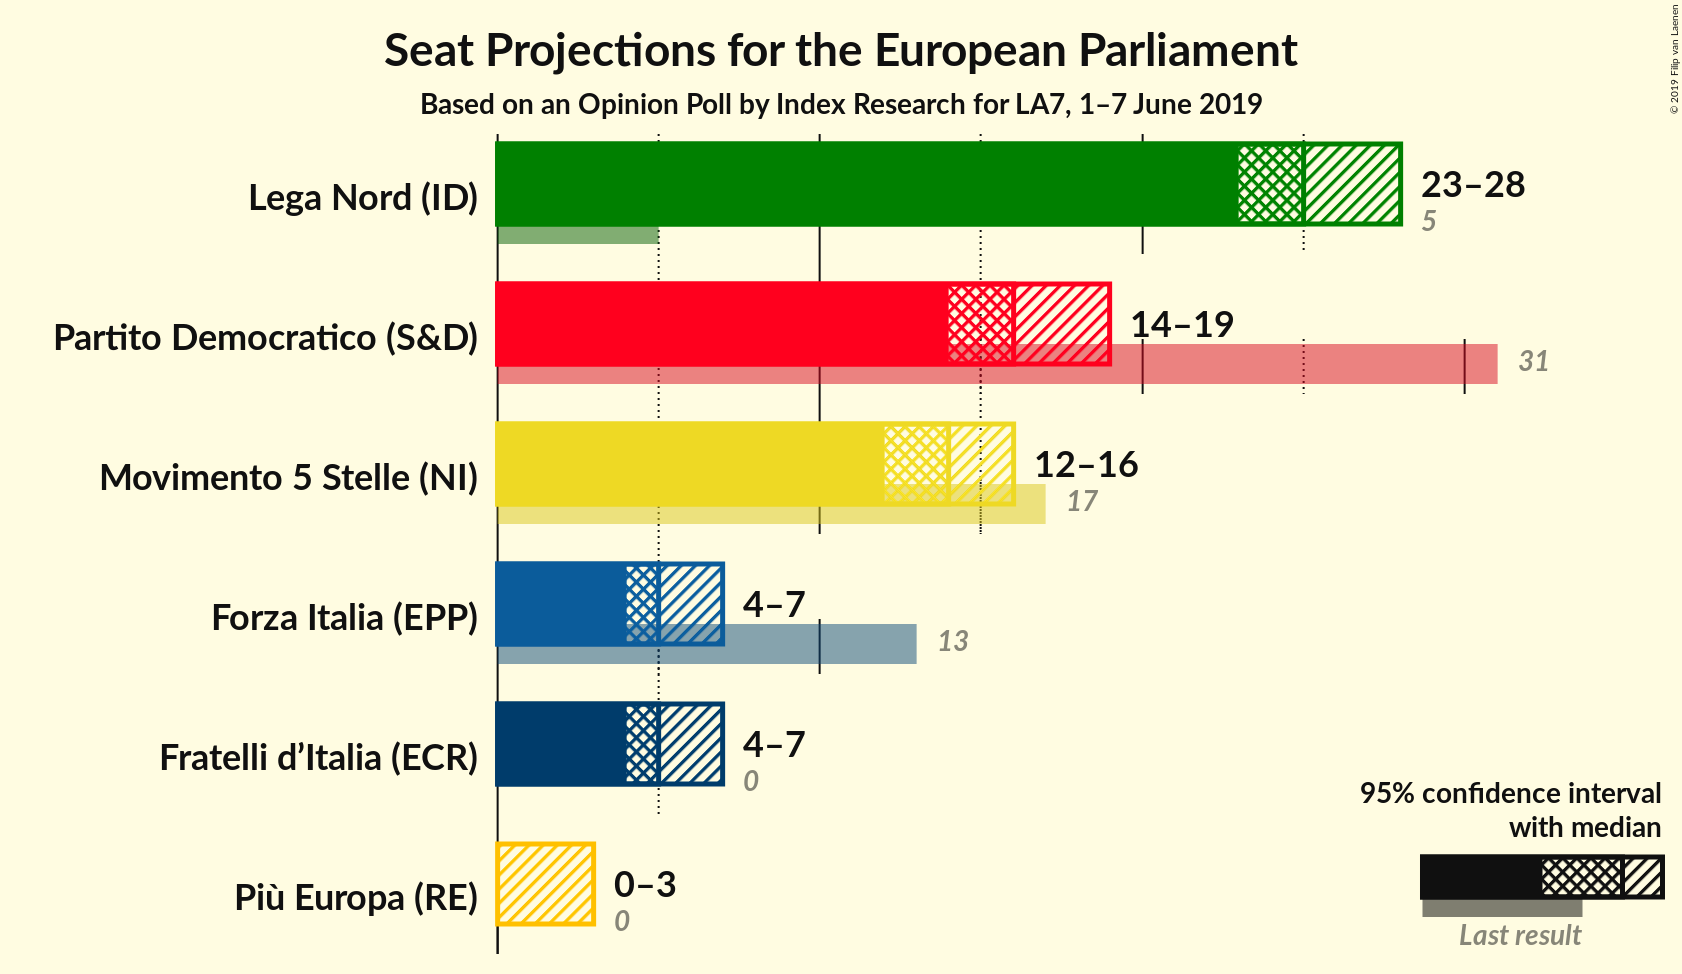 Seat Projections for the European Parliament
Based on an Opinion Poll by Index Research for LA7, 1–7 June 2019
© 2019 Filip van Laenen
Lega Nord (ID)
23–28
5
Partito Democratico (S&D)
14–19
31
Movimento 5 Stelle (NI)
12–16
17
Forza Italia (EPP)
4–7
13
Fratelli d’Italia (ECR)
4–7
0
Più Europa (RE)
0–3
0
95% confidence interval
with median
Last result